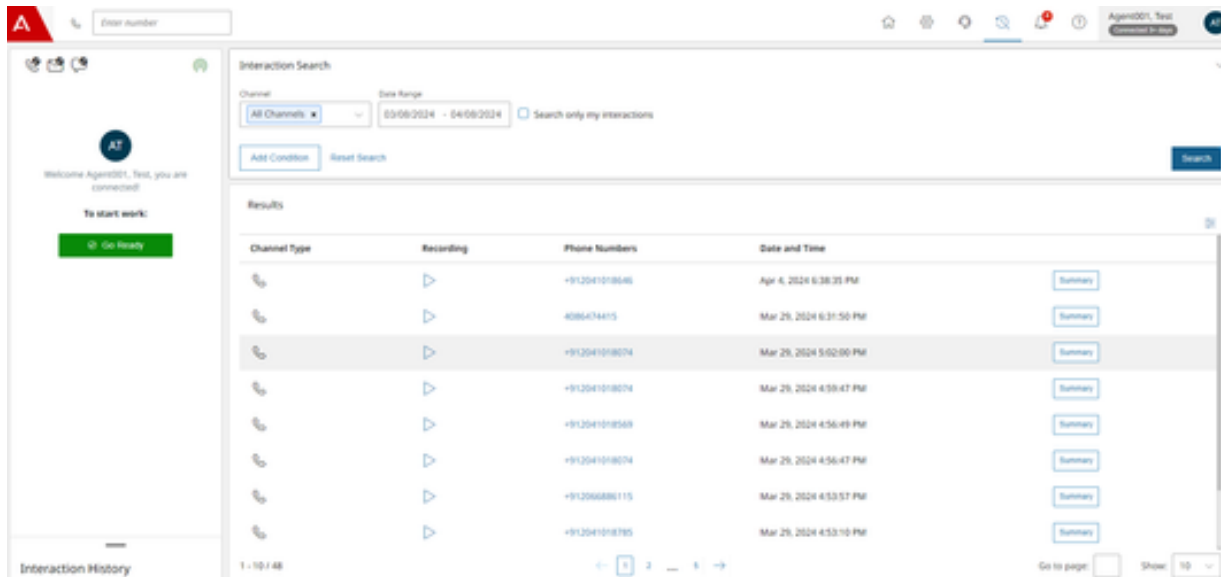 Enter number
Agent001, Test
Connected 3+ days
AT
AT
Welcome Agent001, Test, you are
connected!
To start work:
Go Ready
Interaction History
Interaction Search
Channel
Date Range
All Channels
03/08/2024 - 04/08/2024
Search only my interactions
Add Condition
Reset Search
Search
Results
Channel Type Recording Phone Numbers Date and Time
+912041018646 Apr 4, 2024 6:38:35 PM Summary
4086474415 Mar 29, 2024 6:31:50 PM Summary
+912041018074 Mar 29, 2024 5:02:00 PM Summary
+912041018074 Mar 29, 2024 4:59:47 PM Summary
+912041018569 Mar 29, 2024 4:56:49 PM Summary
+912041018074 Mar 29, 2024 4:56:47 PM Summary
+912066886115 Mar 29, 2024 4:53:57 PM Summary
+912041018785 Mar 29, 2024 4:53:10 PM Summary
1 - 10 / 48
1 2 ... 5
Go to page:
Show: 10